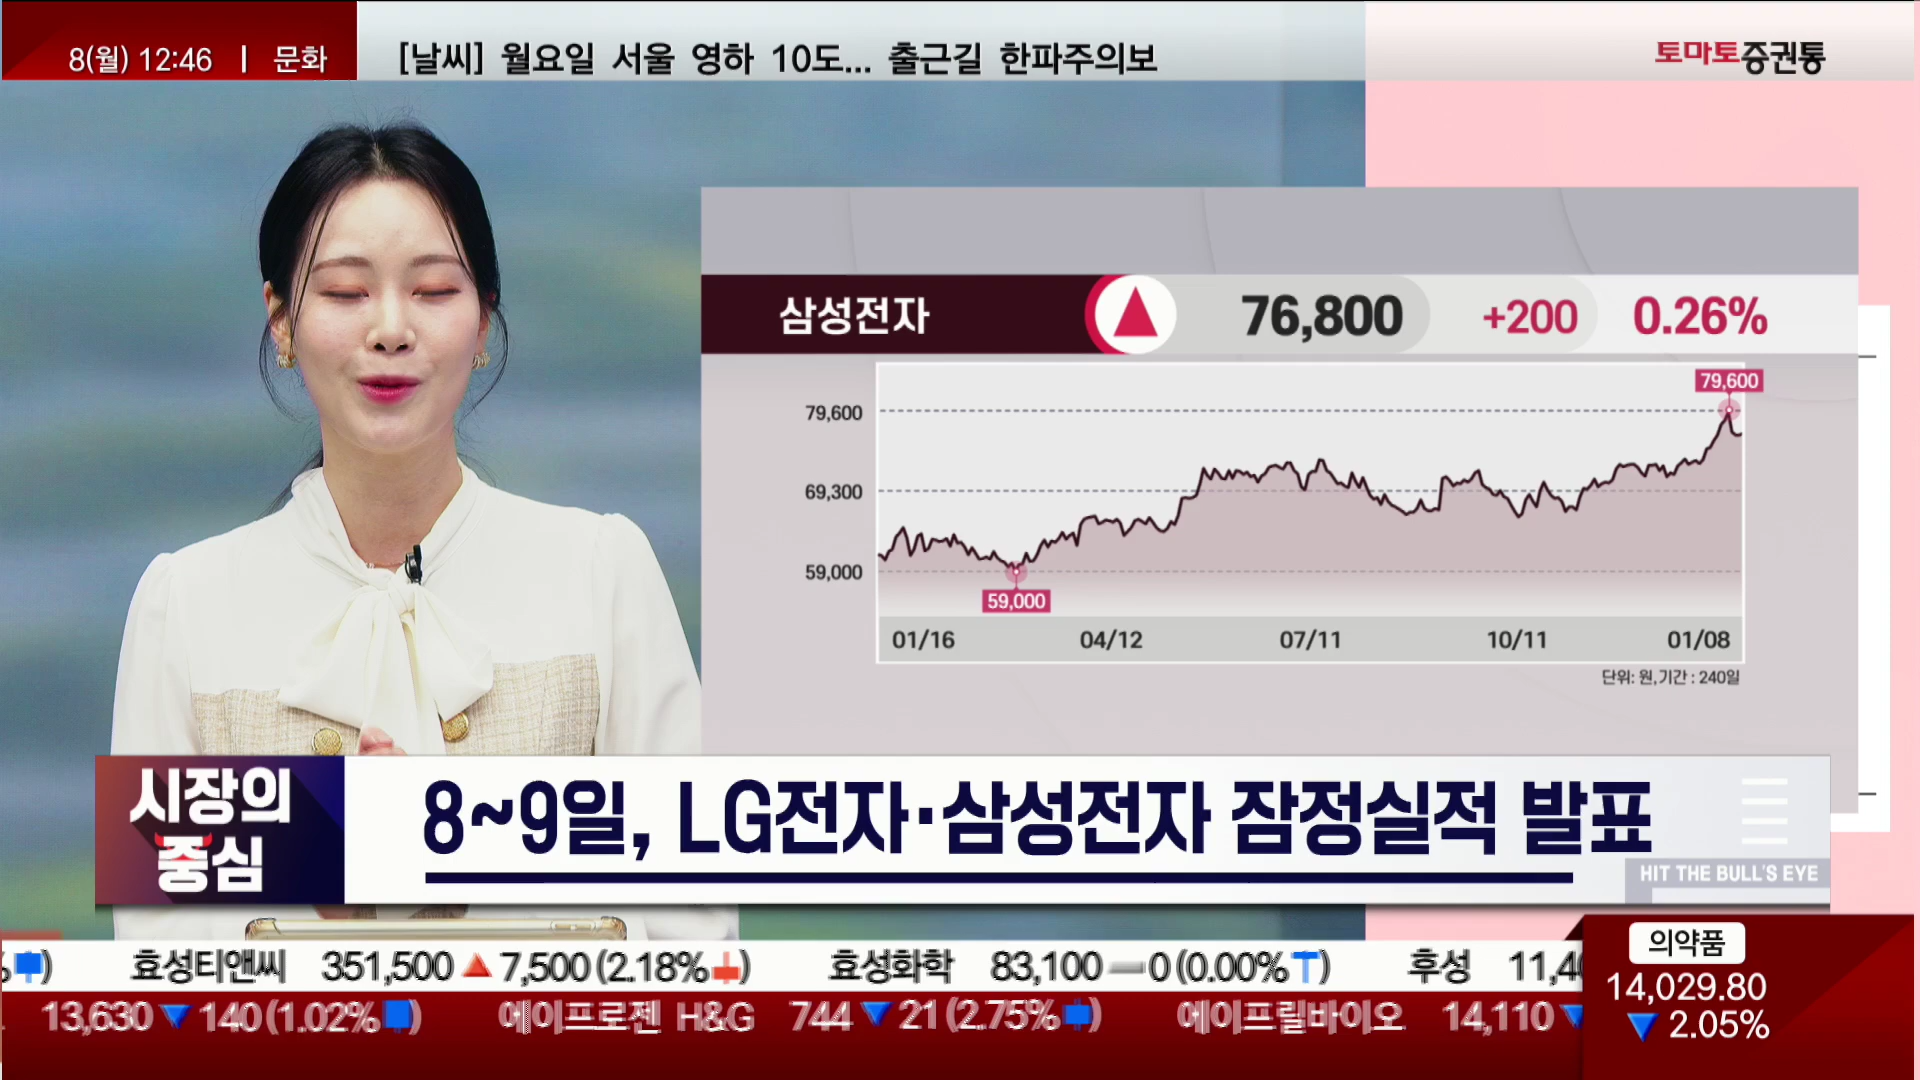 8(월) 12:46 | 문화
[날씨] 월요일 서울 영하 10도... 출근길 한파주의보
토마토증권통
삼성전자 ▲ 76,800 +200 0.26%
79,600
79,600
69,300
59,000
59,000
01/16 04/12 07/11 10/11 01/08
단위: 원,기간 : 240일
시장의
중심
8~9일, LG전자·삼성전자 잠정실적 발표
HIT THE BULL'S EYE
%■) 효성티앤씨 351,500 ▲ 7,500 (2.18% ) 효성화학 83,100 ━ 0 (0.00% ) 후성
13,630 ▼ 140 (1.02%■) 에이프로젠 H&G 744 ▼ 21 (2.75% ) 에이프릴바이오 14,110 ▼
의약품
14,029.80
▼ 2.05%